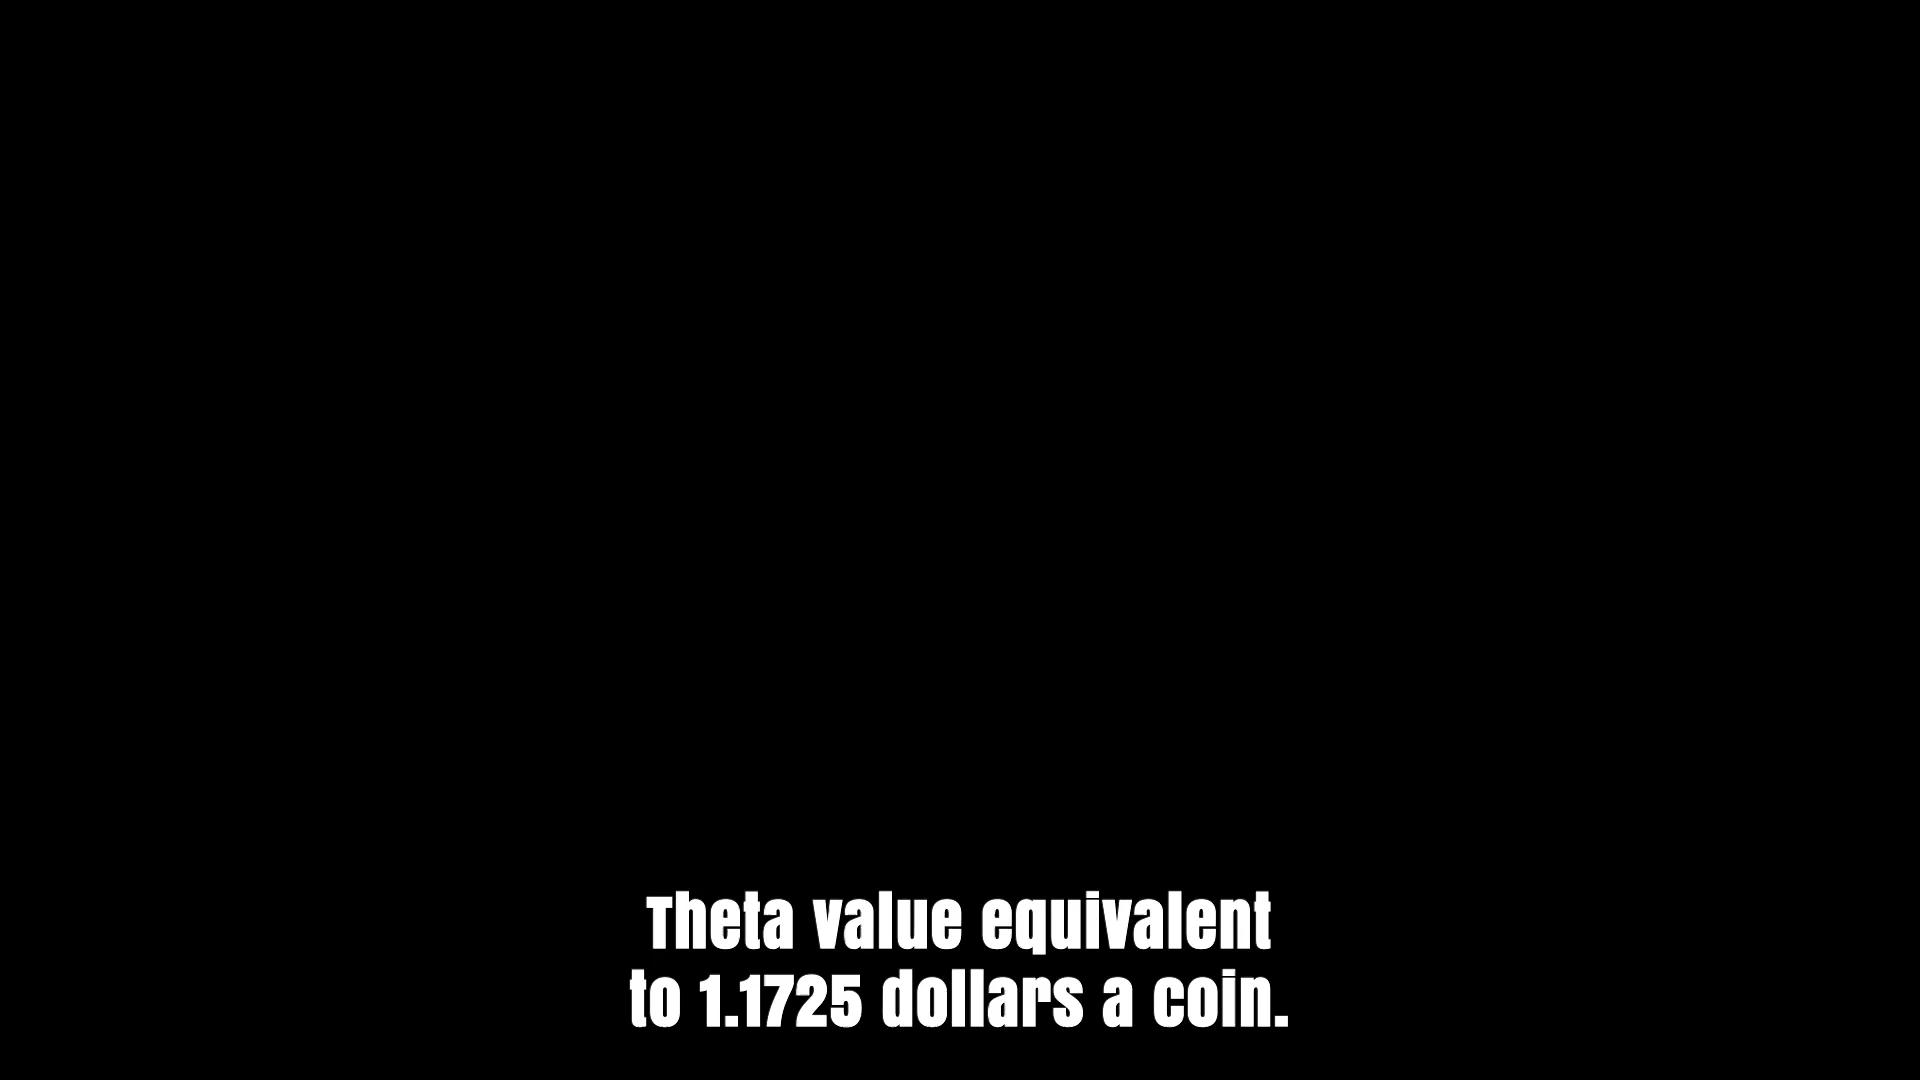 Theta value equivalent
to 1.1725 dollars a coin.